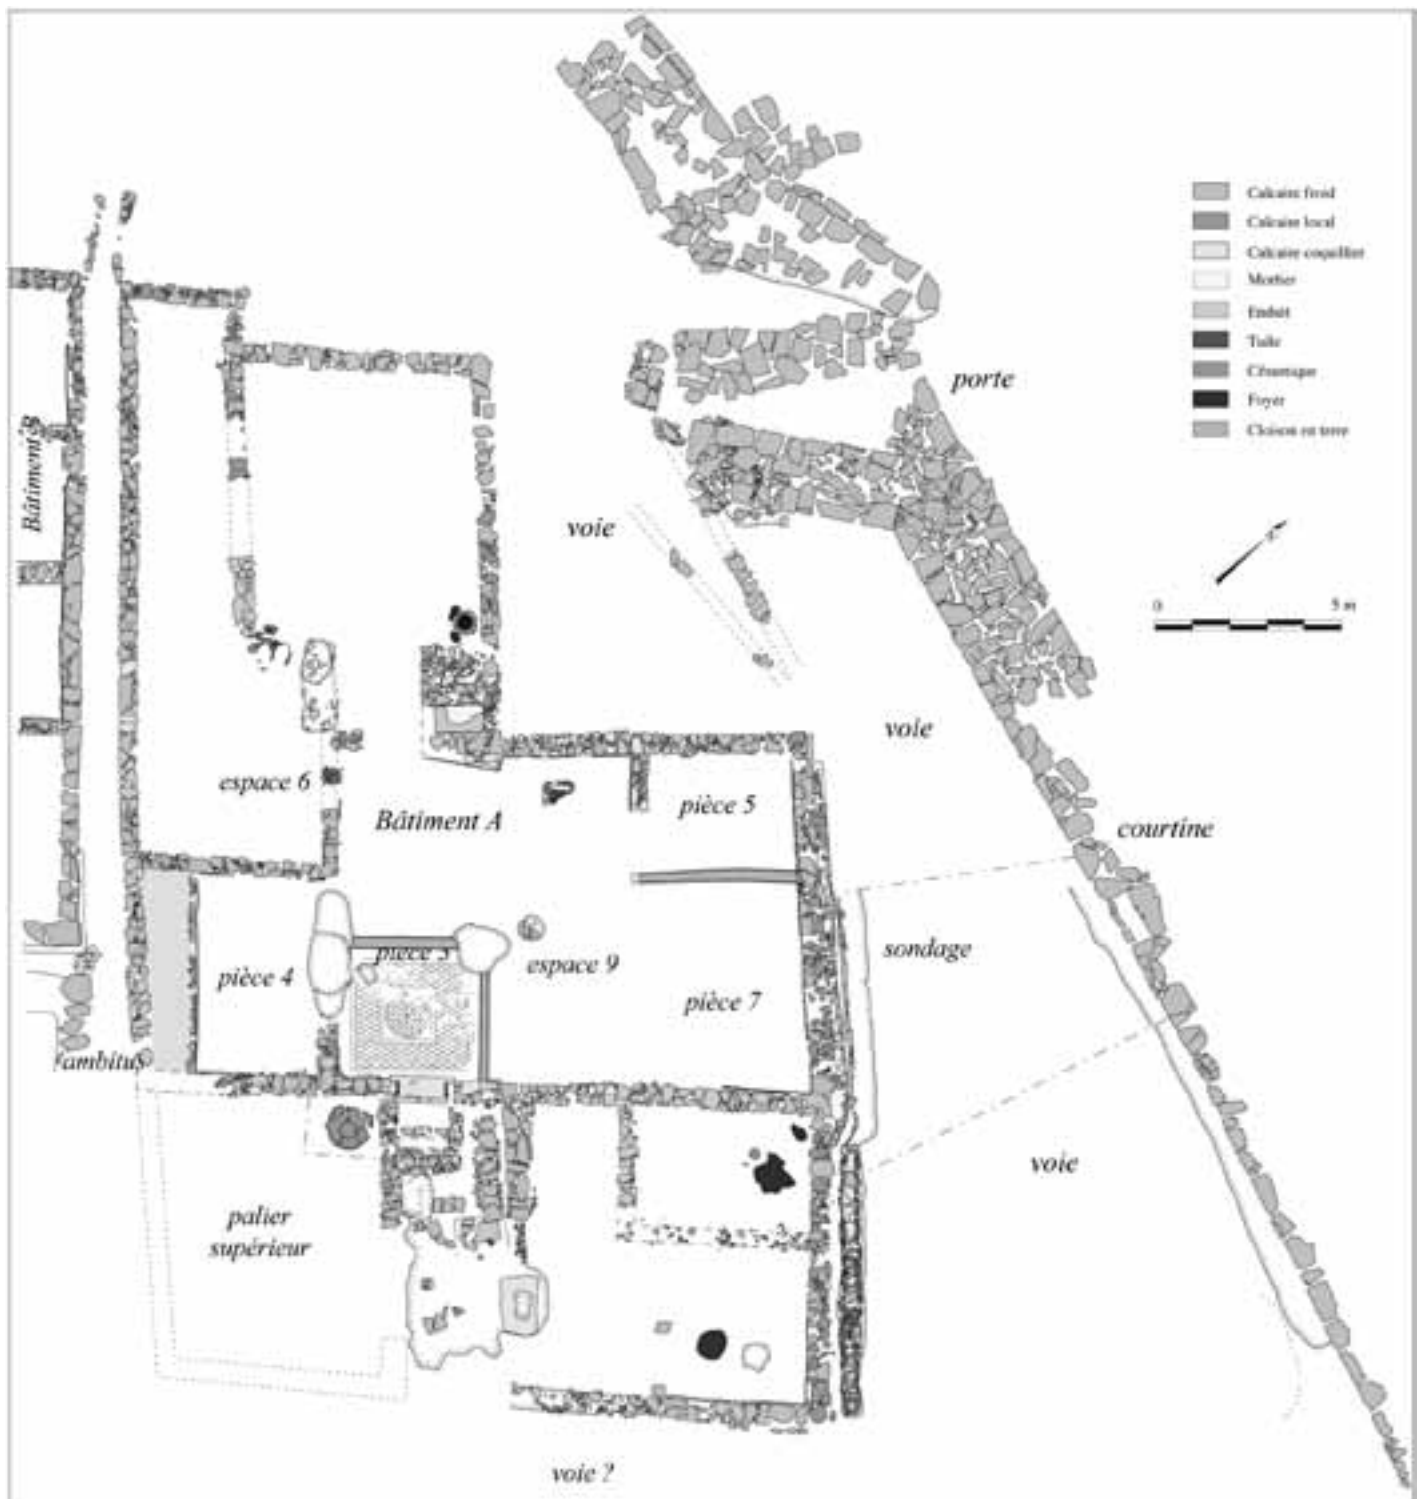 Calcaire froid
Calcaire local
Calcaire coquillier
Mortier
Enduit
Tuile
Céramique
Foyer
Cloison en terre
porte
Bâtiment B
voie
0 5 m
voie
espace 6
Bâtiment A
pièce 5
courtine
pièce 3
espace 9
sondage
pièce 4
pièce 7
ambitus
voie
palier
supérieur
voie ?